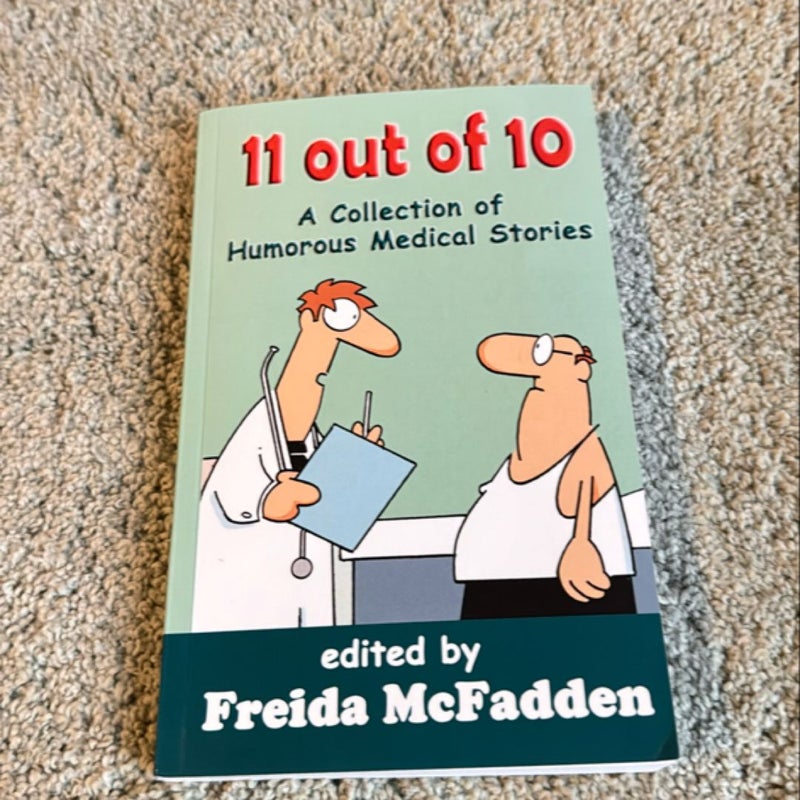 11 out of 10
A Collection of
Humorous Medical Stories
edited by
Freida McFadden